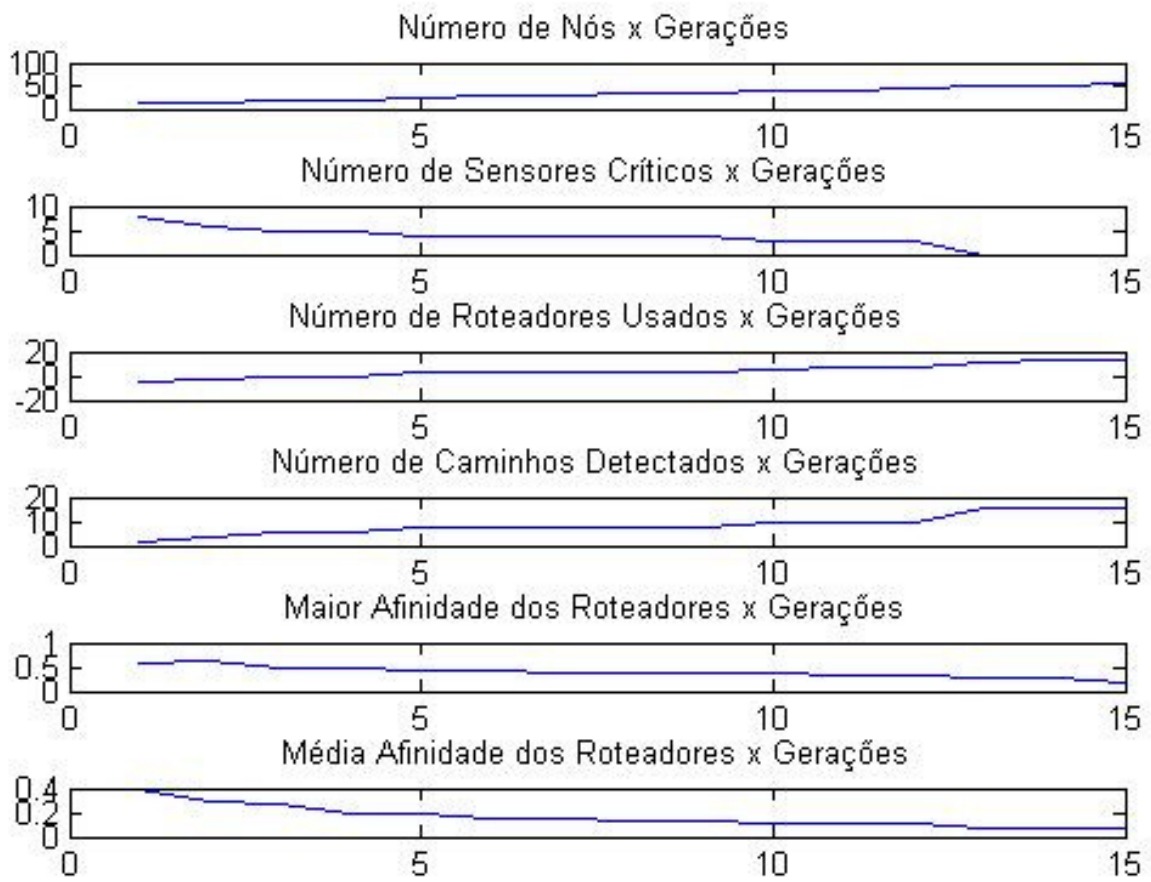 Número de Nós x Gerações
100
50
0
0 5 10 15
Número de Sensores Críticos x Gerações
10
5
0
0 5 10 15
Número de Roteadores Usados x Gerações
20
0
-20
0 5 10 15
Número de Caminhos Detectados x Gerações
20
10
0
0 5 10 15
Maior Afinidade dos Roteadores x Gerações
1
0.5
0
0 5 10 15
Média Afinidade dos Roteadores x Gerações
0.4
0.2
0
0 5 10 15